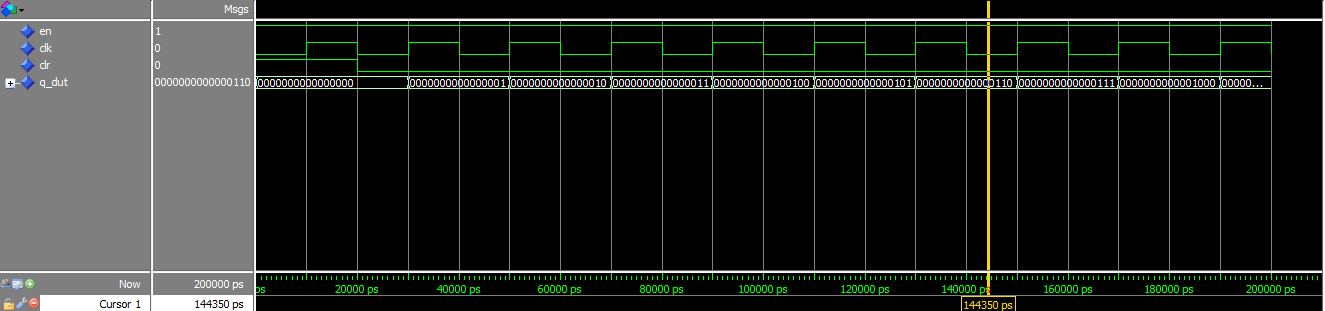 Msgs
en 1
clk 0
clr 0
q_dut 0000000000000110 0000000000000000 0000000000000001 0000000000000010 0000000000000011 0000000000000100 0000000000000101 0000000000000110 0000000000000111 0000000000001000 00000...
Now 200000 ps ps 20000 ps 40000 ps 60000 ps 80000 ps 100000 ps 120000 ps 140000 ps 160000 ps 180000 ps 200000 ps
Cursor 1 144350 ps 144350 ps